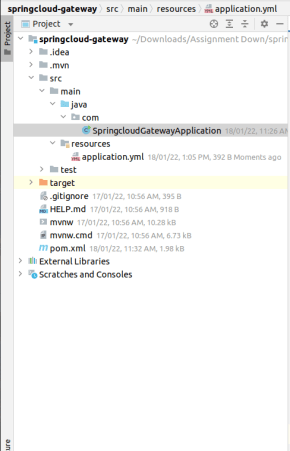 springcloud-gateway src main resources application.yml
Project
Project
springcloud-gateway ~/Downloads/Assignment Down/sprin
.idea
.mvn
src
main
java
com
SpringcloudGatewayApplication 18/01/22, 11:26 AM
resources
application.yml 18/01/22, 1:05 PM, 392 B Moments ago
test
target
.gitignore 17/01/22, 10:56 AM, 395 B
HELP.md 17/01/22, 10:56 AM, 918 B
mvnw 17/01/22, 10:56 AM, 10.28 kB
mvnw.cmd 17/01/22, 10:56 AM, 6.73 kB
pom.xml 18/01/22, 11:32 AM, 1.98 kB
External Libraries
Scratches and Consoles
ure